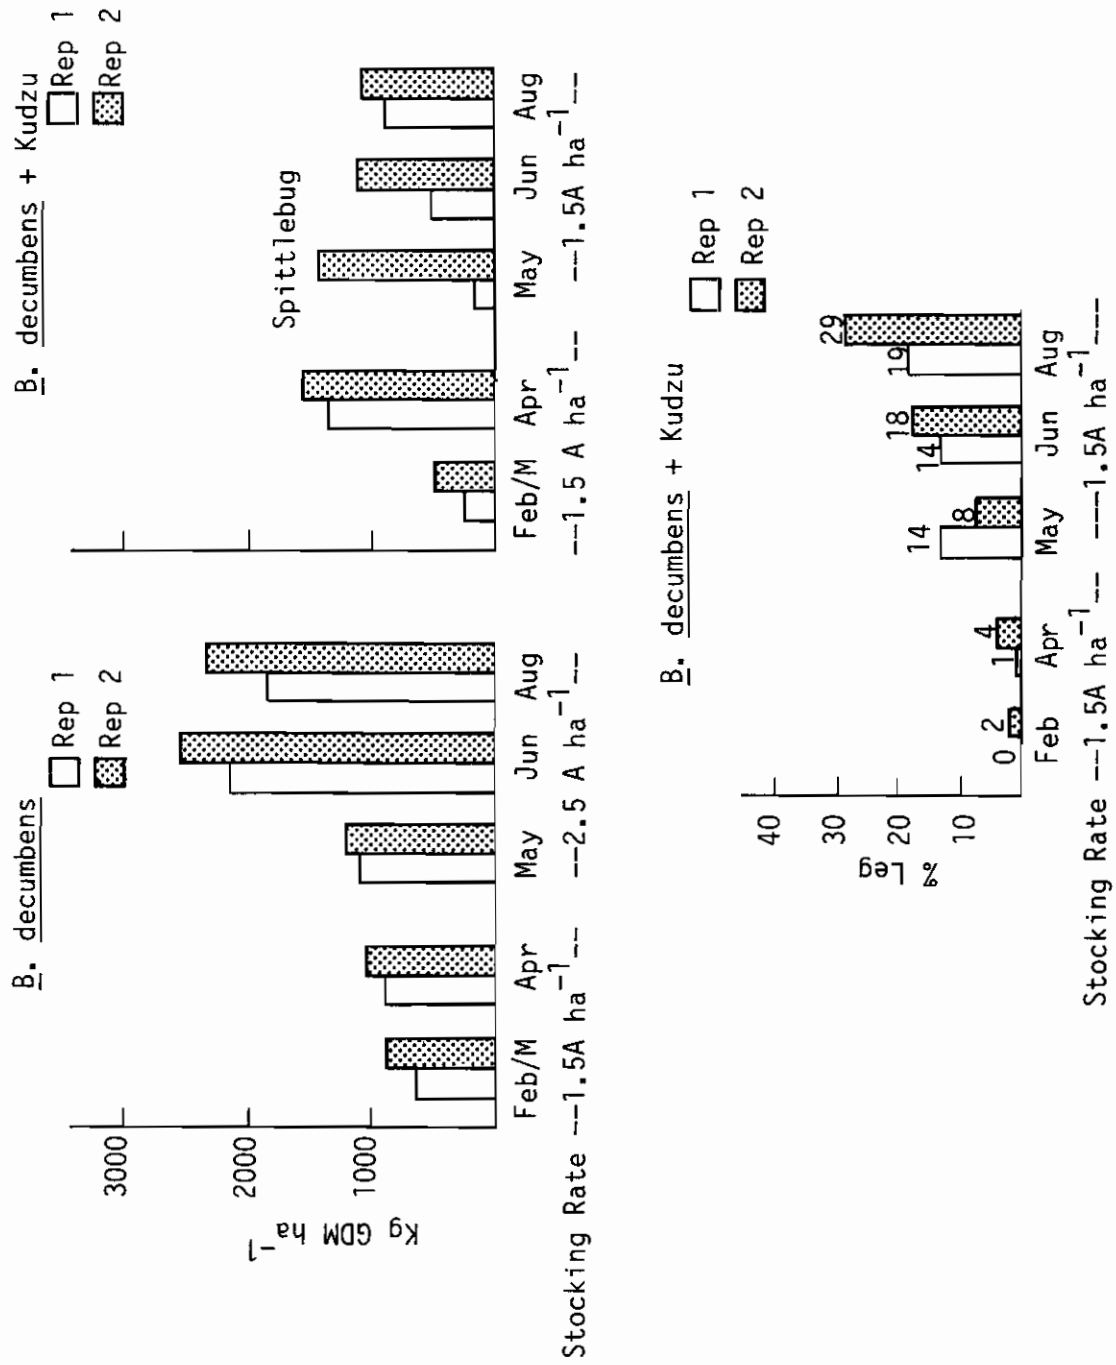 B. decumbens
Rep 1
Rep 2
3000
2000
1000
Kg GDM ha-1
Feb/M Apr May Jun Aug
Stocking Rate --1.5A ha-1-- --2.5 A ha-1--
B. decumbens + Kudzu
Rep 1
Rep 2
Spittlebug
Feb/M Apr May Jun Aug
--1.5 A ha-1-- --1.5A ha-1--
B. decumbens + Kudzu
Rep 1
Rep 2
40
30
20
10
% Leg
0 2 1 4 14 8 14 18 19 29
Feb Apr May Jun Aug
Stocking Rate --1.5A ha-1-- ---1.5A ha-1---